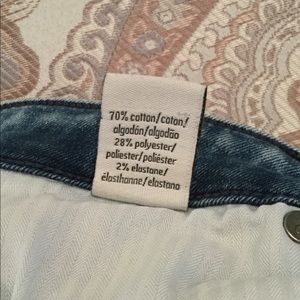 70% cotton/coton/
algodón/algodão
28% polyester/
poliester/poliéster
2% elastane/
élasthanne/elastano